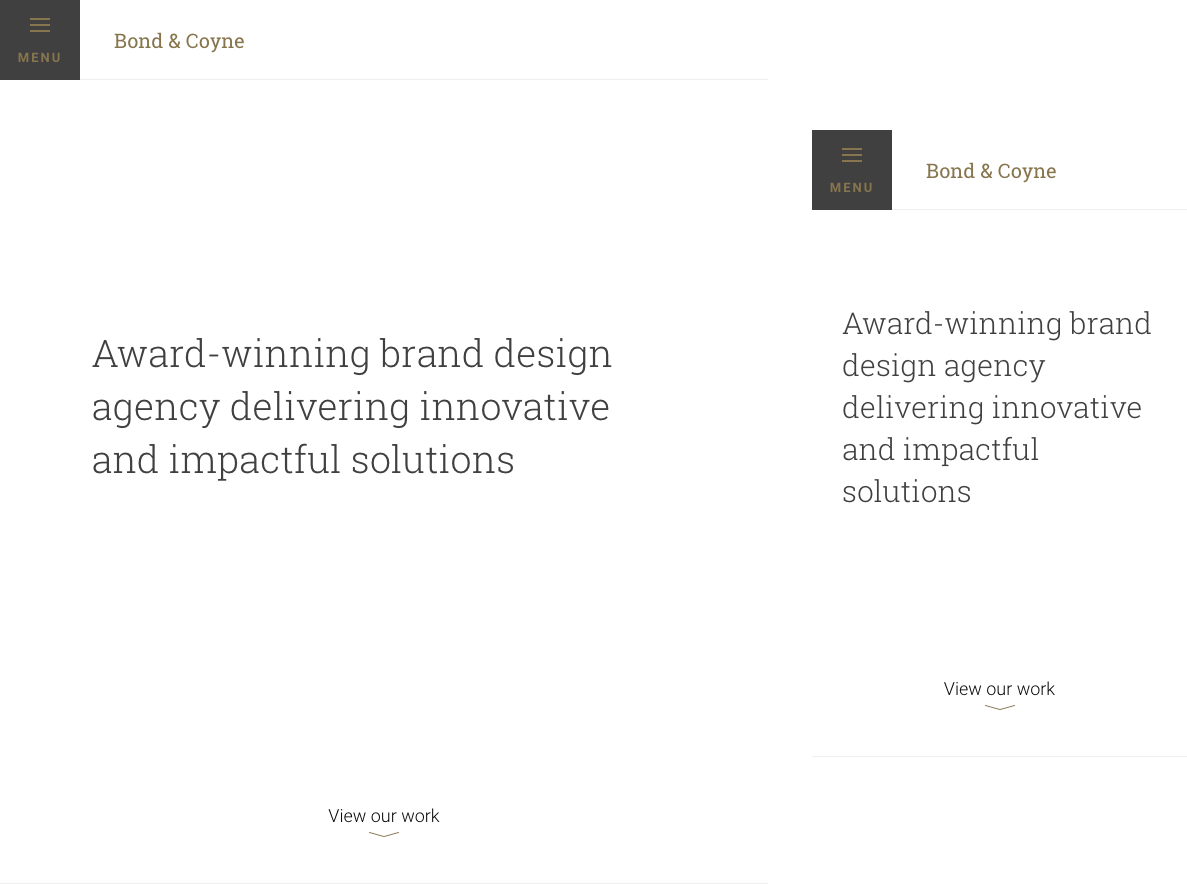 MENU
Bond & Coyne
Award-winning brand design
agency delivering innovative
and impactful solutions
View our work
MENU
Bond & Coyne
Award-winning brand
design agency
delivering innovative
and impactful
solutions
View our work